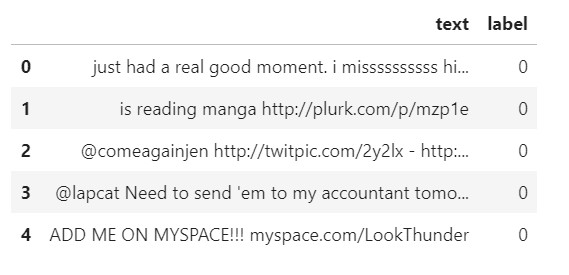 text label
0 just had a real good moment. i missssssssss hi... 0
1 is reading manga http://plurk.com/p/mzp1e 0
2 @comeagainjen http://twitpic.com/2y2lx - http:... 0
3 @lapcat Need to send 'em to my accountant tomo... 0
4 ADD ME ON MYSPACE!!! myspace.com/LookThunder 0